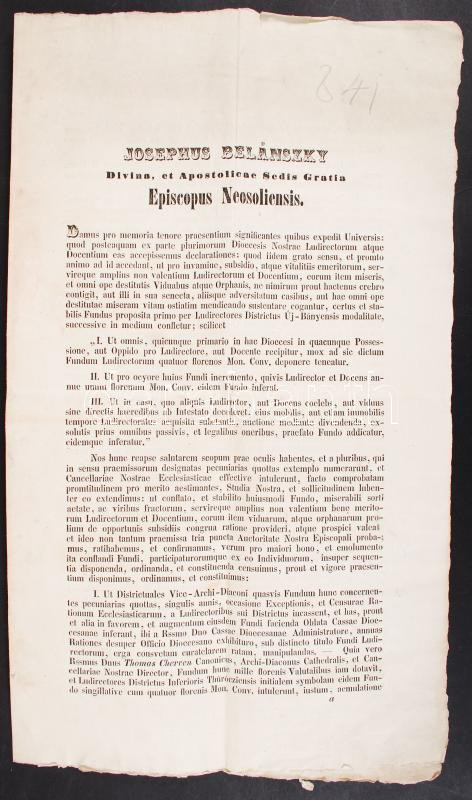 841
JOSEPHUS BELÁNSZKY
Divina, et Apostolicae Sedis Gratia
Episcopus Neosoliensis.
Damus pro memoria tenore praesentium significantes quibus expedit Universis:
quod posteaquam ex parte plurimorum Dioecesis Nostrae Ludirectorum atque
Docentium eas accepissemus declarationes: quod iidem grato sensu, et pronto
animo ad id accedant, ut pro invamine, subsidio, atque vitalitiis emeritorum, ser-
vireque amplius non valentium Ludirectorum et Docentium, eorum item miseris,
et omni ope destitutis Viduabus atque Orphanis, ne nimirum prout hactenus crebro
contigit, aut illi in sua senecta, aliisque adversitatum casibus, aut hac omni ope
destitutae miseram vitam ostiatim mendicando sustentare cogantur, certus et sta-
bilis Fundus proposita primo per Ludirectores Districtus Új-Bányensis modalitate,
successive in medium confletur; scilicet
„I. Ut omnis, quicunque primario in hac Dioecesi in quacunque Posses-
sione, aut Oppido pro Ludirectore, aut Docente recipitur, mox ad sic dictum
Fundum Ludirectorum quatuor florenos Mon. Conv. deponere teneatur.
II. Ut pro ocyore huius Fundi incremento, quivis Ludirector et Docens an-
nue unum florenum Mon. Conv. eidem Fundo inferat.
III. Ut in casu, quo aliquis Ludirector, aut Docens coelebs, aut viduus
sine directis haeredibus ab Intestato decederet, eius mobilis, aut etiam immobilis
tempore Ludirectoratus acquisita substantia, auctione mediante divendenda, ex-
solutis prius omnibus passivis, et legalibus oneribus, praefato Fundo addicatur,
eidemque inferatur.”
Nos hunc reapse salutarem scopum prae oculis habentes, et a pluribus, qui
in sensu praemissorum designatas pecuniarias quottas extemplo numerarunt, et
Cancellariae Nostrae Ecclesiasticae effective intulerunt, facto comprobatam
promtitudinem pro merito aestimantes, Studia Nostra, et sollicitudinem luben-
ter eo extendimus: ut conflato, et stabilito huiusmodi Fundo, miserabili sorti
aetate, ac viribus fractorum, servireque amplius non valentium bene merito-
rum Ludirectorum et Docentium, eorum item viduarum, atque orphanorum pro-
lium de opportunis subsidiis congrua ratione provideri, atque prospici valeat
et ideo non tantum praemissa tria puncta Auctoritate Nostra Episcopali proba-
mus, ratihabemus, et confirmamus, verum pro maiori bono, et emolumento
ita conflandi Fundi, participaturorumque ex eo Individuorum, insuper sequen-
tia disponenda, ordinanda, et constituenda censuimus, prout et vigore praesen-
tium disponimus, ordinamus, et constituimus:
I. Ut Districtuales Vice-Archi-Diaconi quasvis Fundum hunc concernen-
tes pecuniarias quottas, singulis annis, occasione Exceptionis, et Censurae Ra-
tionum Ecclesiasticarum, a Ludirectoribus sui Districtus incassent, et has, prout
et alia in favorem, et augmentum eiusdem Fundi facienda Oblata Cassae Dioe-
cesanae inferant, ibi a Rssmo Dno Cassae Dioecesanae Administratore, annuas
Rationes desuper Officio Dioecesano exhibituro, sub distincto titulo Fundi Ludi-
rectorum, erga consvetam curatelarem ratam, manipulandas. — Quia vero
Rssmus Dnus Thomas Cherven Canonicus, Archi-Diaconus Cathedralis, et Can-
cellariae Nostrae Director, Fundum hunc mille florenis Valutalibus iam dotavit,
et Ludirectores Districtus Inferioris Thurócziensis initialem symbolam eidem Fun-
do singillative cum quatuor florenis Mon. Conv. intulerunt, iustum, aemulatione
a